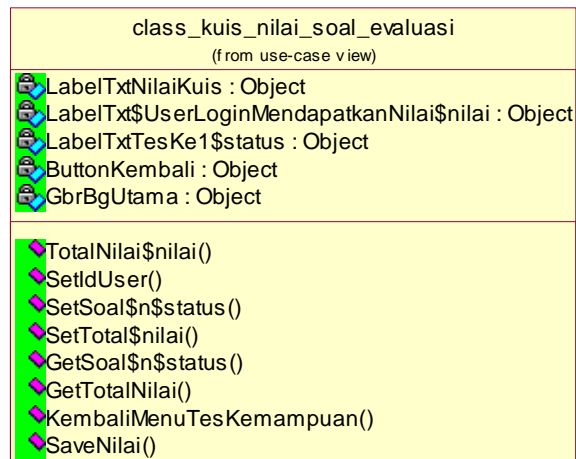 class_kuis_nilai_soal_evaluasi
(from use-case view)
LabelTxtNilaiKuis : Object
LabelTxt$UserLoginMendapatkanNilai$nilai : Object
LabelTxtTesKe1$status : Object
ButtonKembali : Object
GbrBgUtama : Object
TotalNilai$nilai()
SetIdUser()
SetSoal$n$status()
SetTotal$nilai()
GetSoal$n$status()
GetTotalNilai()
KembaliMenuTesKemampuan()
SaveNilai()